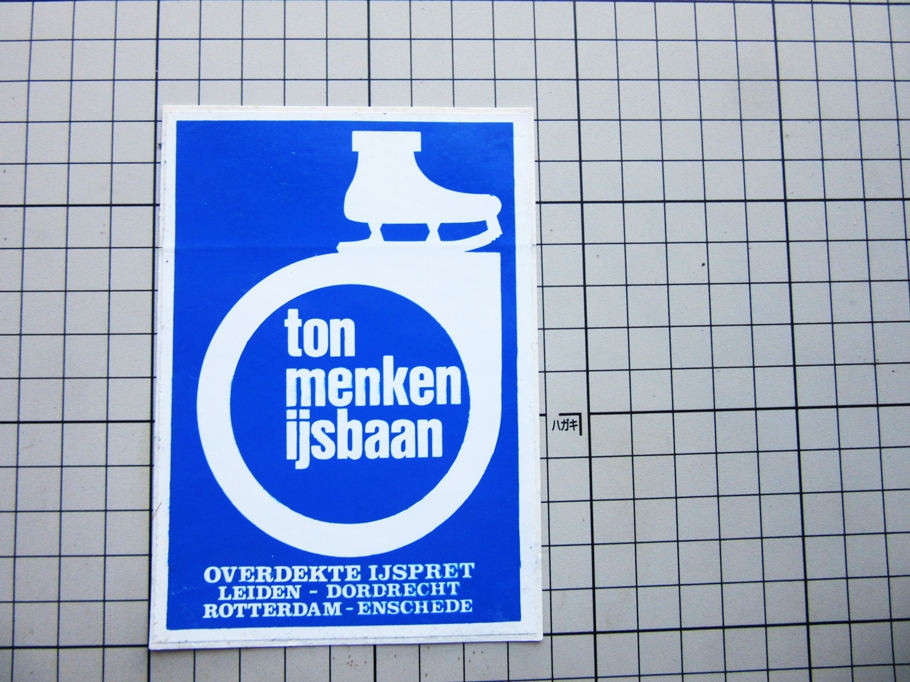 ton
menken
ijsbaan
ハガキ
OVERDEKTE IJSPRET
LEIDEN - DORDRECHT
ROTTERDAM - ENSCHEDE